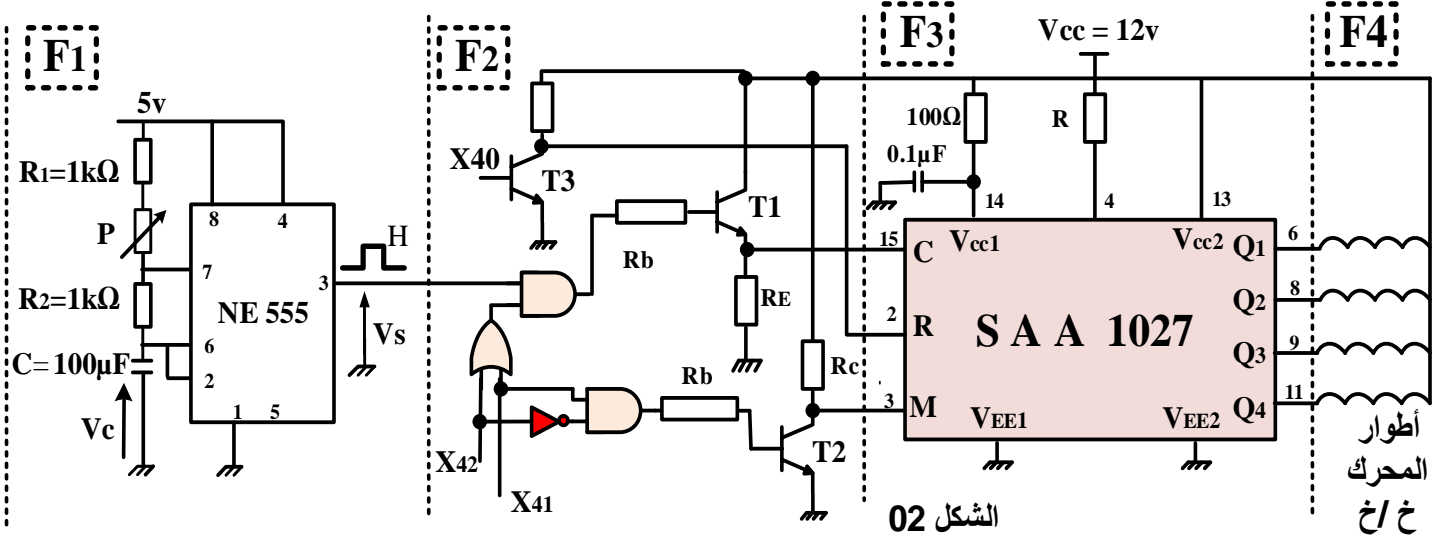 F1
5v
R1=1kΩ
P
R2=1kΩ
C=100µF
Vc
8
4
7
6
2
1
5
3
NE 555
H
Vs
F2
X40
T3
Rb
T1
RE
Rb
Rc
T2
X42
X41
F3
Vcc = 12v
100Ω
R
0.1µF
14
4
13
15
C
Vcc1
Vcc2
Q1
6
Q2
8
2
R
S A A 1027
Q3
9
3
M
VEE1
VEE2
Q4
11
الشكل 02
F4
أطوار
المحرك
خ /خ